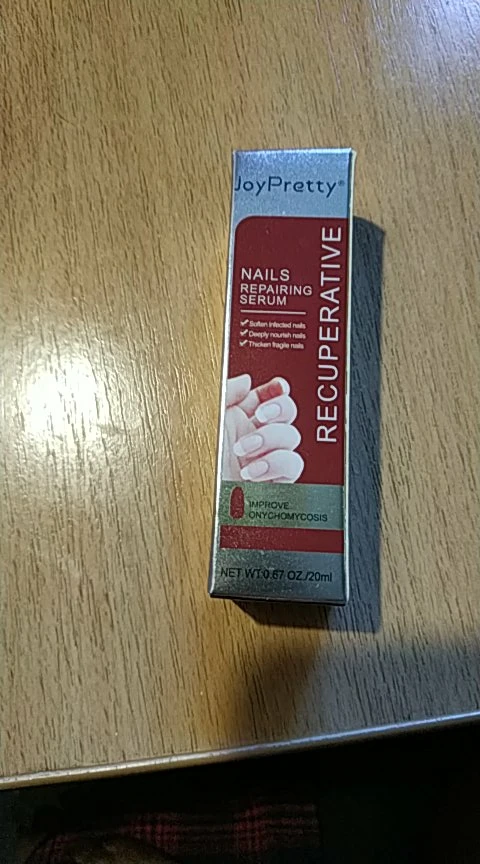 JoyPretty®
RECUPERATIVE
NAILS
REPAIRING
SERUM
Soften infected nails
Deeply nourish nails
Thicken fragile nails
IMPROVE
ONYCHOMYCOSIS
NET WT:0.67 OZ./20ml